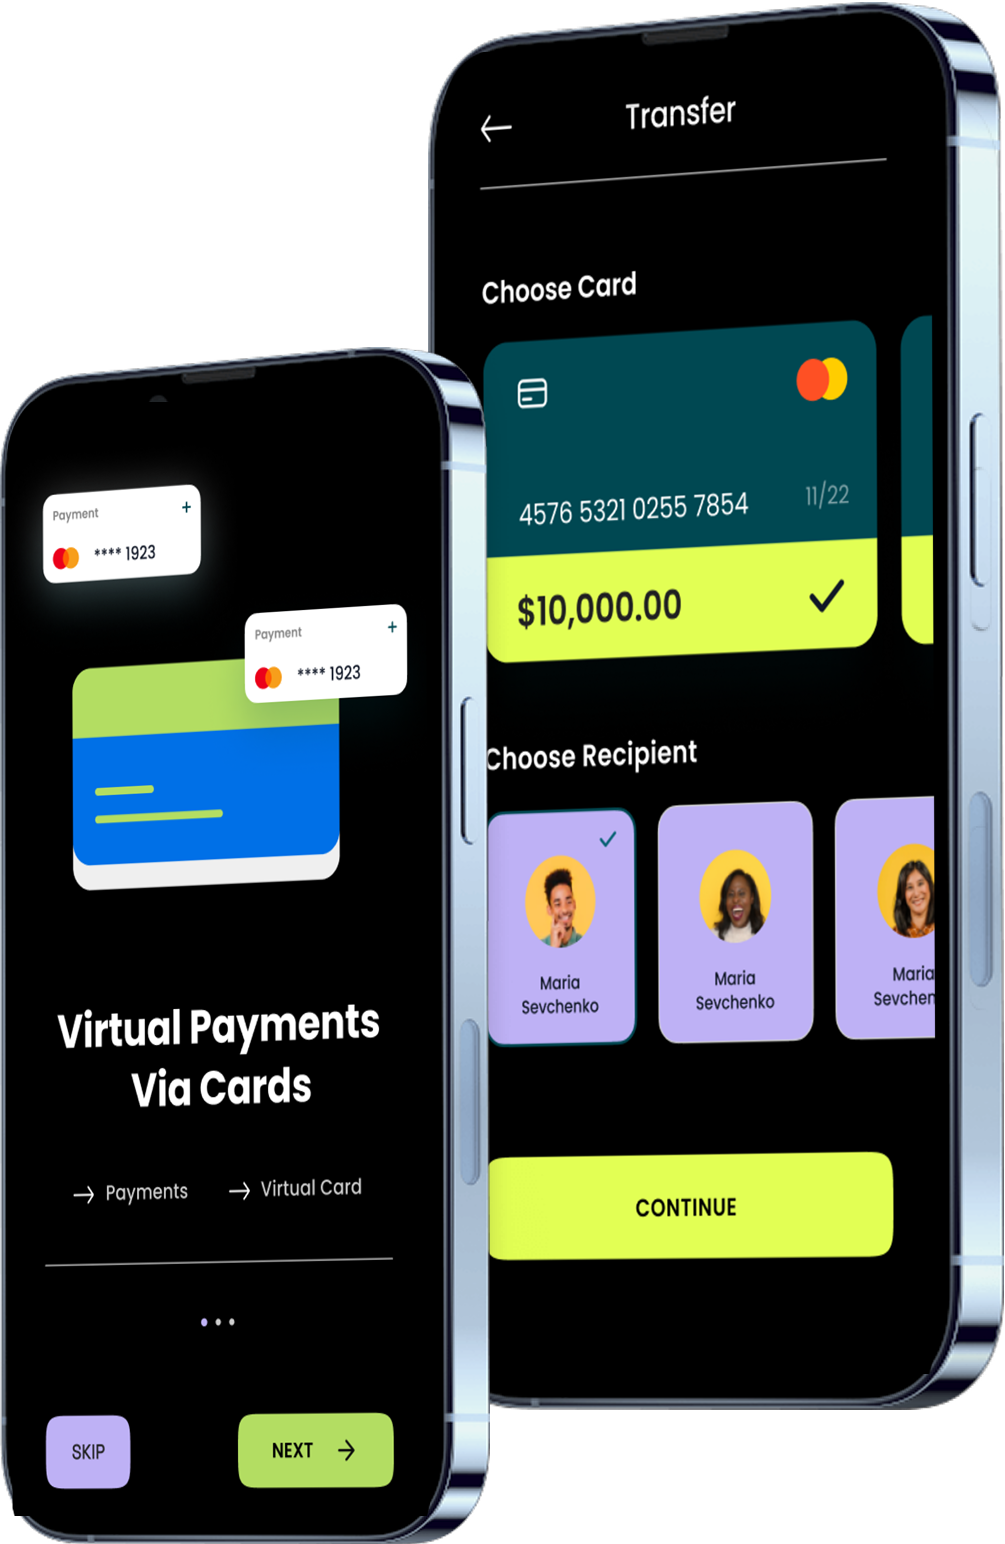 Transfer
Choose Card
4576 5321 0255 7854
11/22
$10,000.00
Choose Recipient
Maria
Sevchenko
Maria
Sevchenko
Maria
Sevchen
CONTINUE
Payment
+
**** 1923
Payment
+
**** 1923
Virtual Payments
Via Cards
→ Payments
→ Virtual Card
SKIP
NEXT →